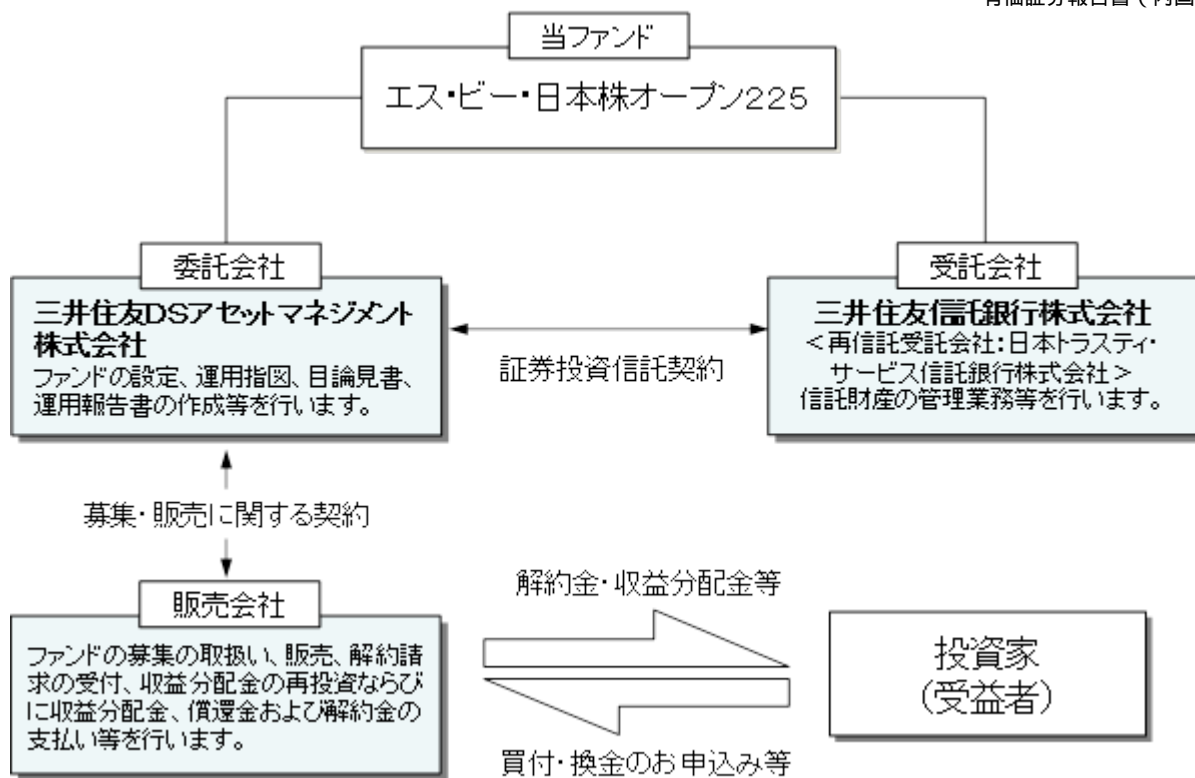 当ファンド
エス・ビー・日本株オープン225
委託会社
三井住友DSアセットマネジメント
株式会社
ファンドの設定、運用指図、目論見書、
運用報告書の作成等を行います。
証券投資信託契約
受託会社
三井住友信託銀行株式会社
<再信託受託会社:日本トラスティ・
サービス信託銀行株式会社>
信託財産の管理業務等を行います。
募集・販売に関する契約
販売会社
ファンドの募集の取扱い、販売、解約請
求の受付、収益分配金の再投資ならび
に収益分配金、償還金および解約金の
支払い等を行います。
解約金・収益分配金等
買付・換金のお申込み等
投資家
(受益者)